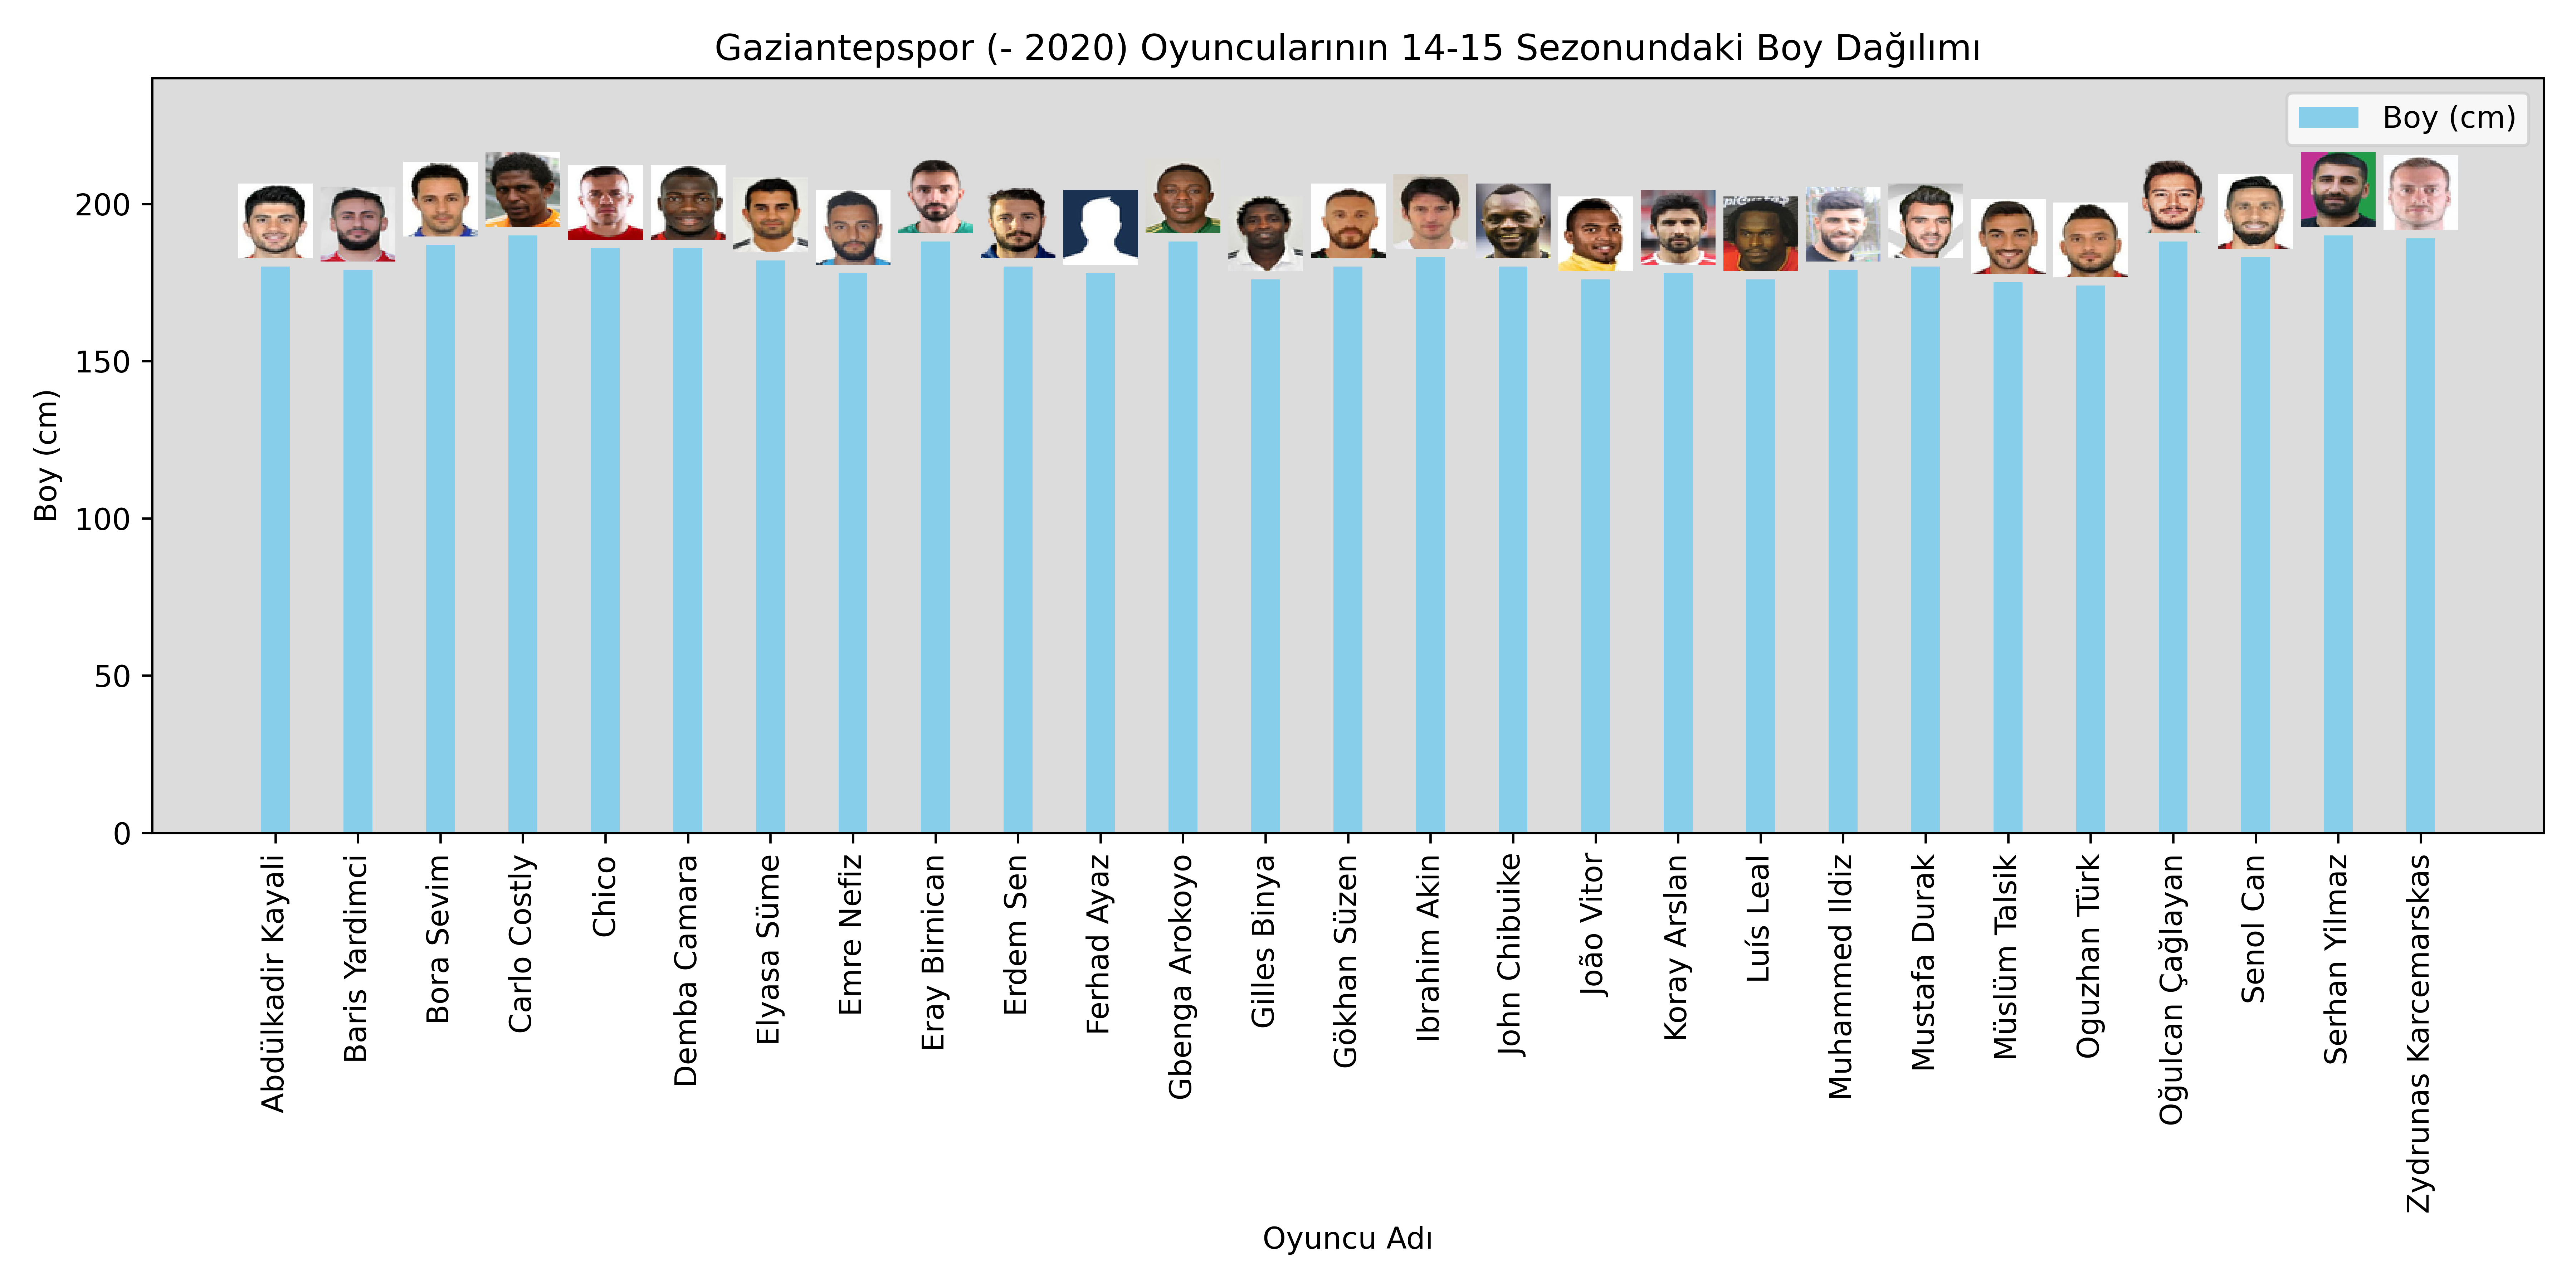 Gaziantepspor (- 2020) Oyuncularının 14-15 Sezonundaki Boy Dağılımı
Boy (cm)
200
150
100
50
0
Boy (cm)
Abdülkadir Kayali
Baris Yardimci
Bora Sevim
Carlo Costly
Chico
Demba Camara
Elyasa Süme
Emre Nefiz
Eray Birnican
Erdem Sen
Ferhad Ayaz
Gbenga Arokoyo
Gilles Binya
Gökhan Süzen
Ibrahim Akin
John Chibuike
João Vitor
Koray Arslan
Luís Leal
Muhammed Ildiz
Mustafa Durak
Müslüm Talsik
Oguzhan Türk
Oğulcan Çağlayan
Senol Can
Serhan Yilmaz
Zydrunas Karcemarskas
Oyuncu Adı